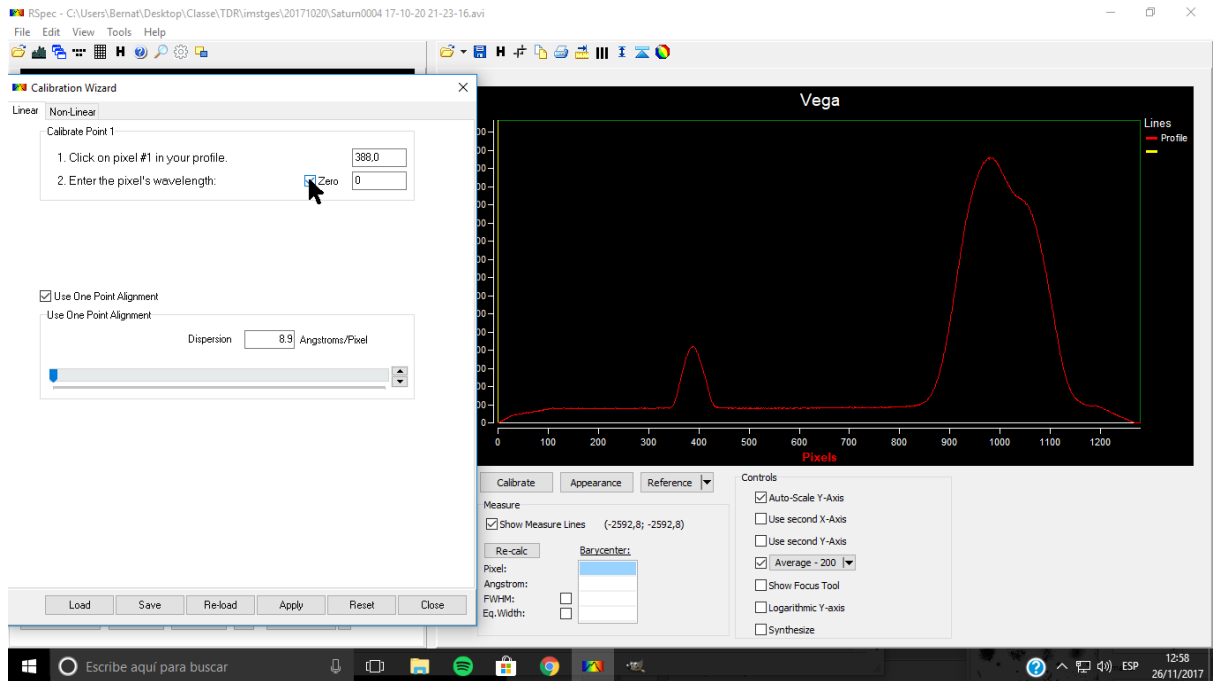 RSpec - C:\Users\Bernat\Desktop\Classe\TDR\imstges\20171020\Saturn0004 17-10-20 21-23-16.avi
File Edit View Tools Help
Calibration Wizard
Linear Non-Linear
Calibrate Point 1
1. Click on pixel #1 in your profile. 388,0
2. Enter the pixel's wavelength: Zero 0
Use One Point Alignment
Use One Point Alignment
Dispersion 8.9 Angstroms/Pixel
Load Save Re-load Apply Reset Close
Vega
Lines
Profile
0
0 100 200 300 400 500 600 700 800 900 1000 1100 1200
Pixels
Calibrate Appearance Reference
Measure
Show Measure Lines (-2592,8; -2592,8)
Re-calc Barycenter:
Pixel:
Angstrom:
FWHM:
Eq.Width:
Controls
Auto-Scale Y-Axis
Use second X-Axis
Use second Y-Axis
Average - 200
Show Focus Tool
Logarithmic Y-axis
Synthesize
Escribe aquí para buscar
ESP
12:58
26/11/2017